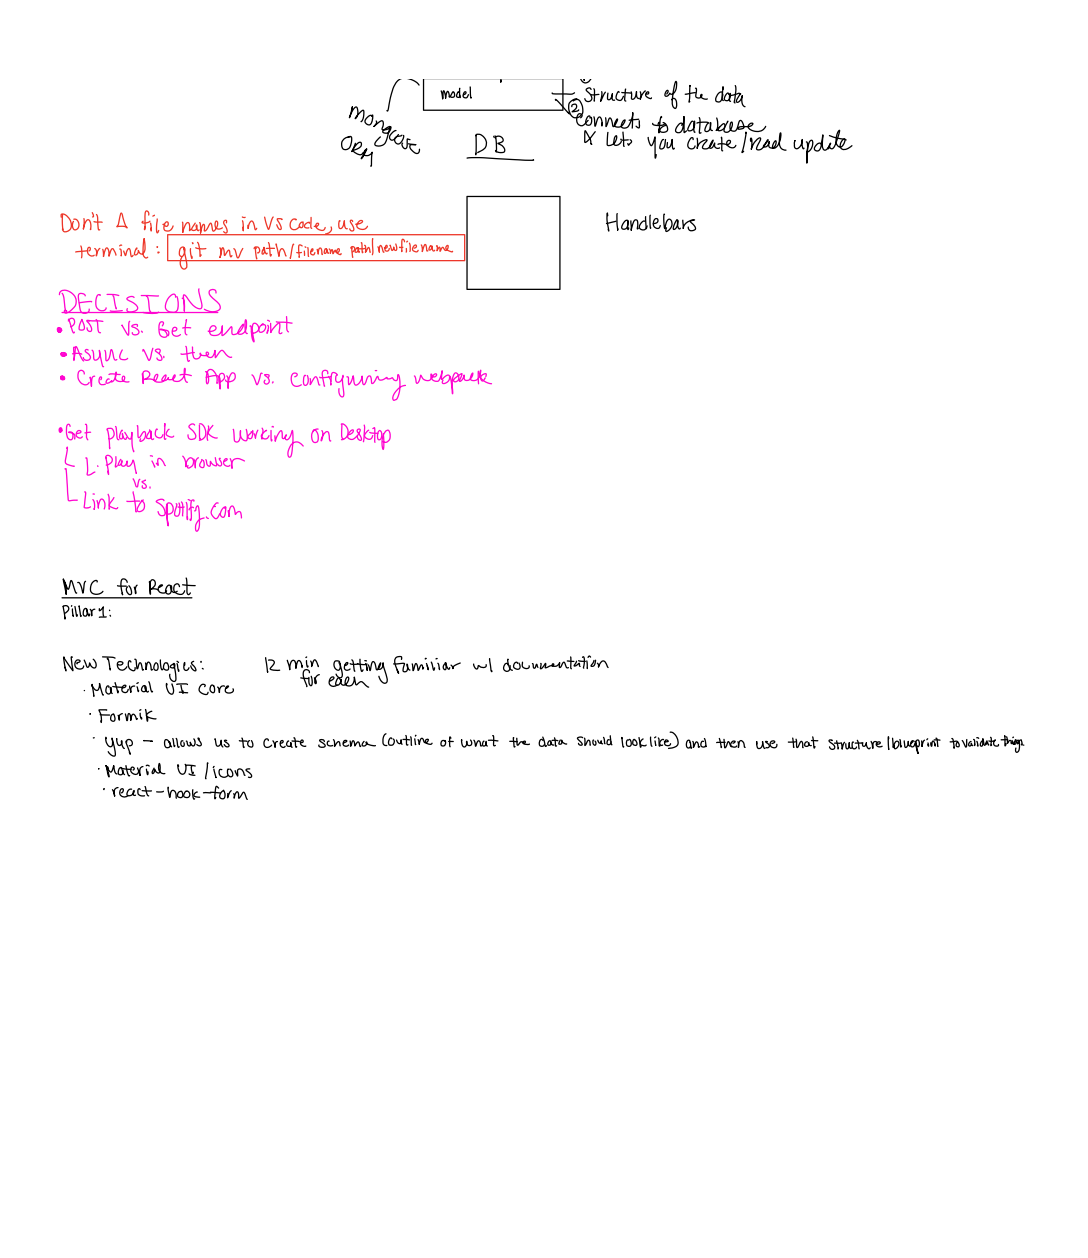 model
① Structure of the data
mongoose
ORM
② connects to database
& lets you create/read update
DB
Handlebars
Don't Δ file names in VS Code, use
terminal: git mv path/filename path/newfilename
DECISIONS
• POST vs. Get endpoint
• Async vs. then
• Create React App vs. configuring webpack
• Get playback SDK working on Desktop
L. Play in browser
vs.
Link to spotify.com
MVC for React
Pillar 1:
New Technologies: 12 min getting familiar w/ documentation
for each
· Material UI core
· Formik
· Yup – allows us to create schema (outline of what the data should look like) and then use that structure/blueprint to validate things
· Material UI/icons
· react-hook-form